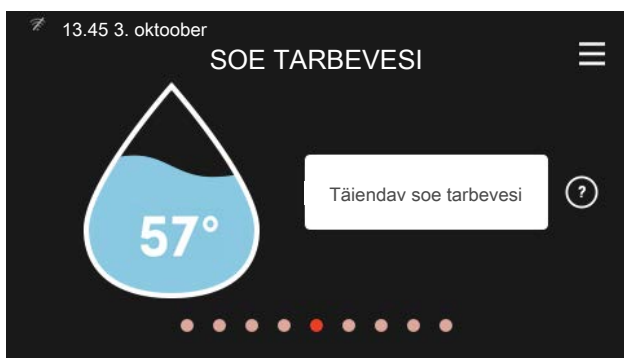 13.45 3. oktoober
SOE TARBEVESI
Täiendav soe tarbevesi
?
57°